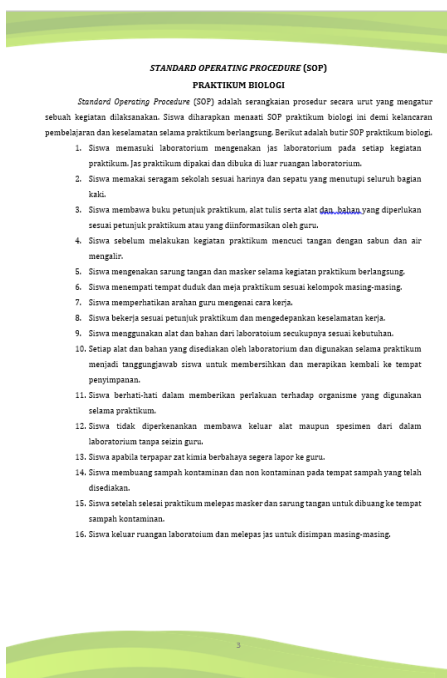 STANDARD OPERATING PROCEDURE (SOP)
PRAKTIKUM BIOLOGI
Standard Operating Procedure (SOP) adalah serangkaian prosedur secara urut yang mengatur
sebuah kegiatan dilaksanakan. Siswa diharapkan menaati SOP praktikum biologi ini demi kelancaran
pembelajaran dan keselamatan selama praktikum berlangsung. Berikut adalah butir SOP praktikum biologi.
1. Siswa memasuki laboratorium mengenakan jas laboratorium pada setiap kegiatan
praktikum. Jas praktikum dipakai dan dibuka di luar ruangan laboratorium.
2. Siswa memakai seragam sekolah sesuai harinya dan sepatu yang menutupi seluruh bagian
kaki.
3. Siswa membawa buku petunjuk praktikum, alat tulis serta alat dan bahan yang diperlukan
sesuai petunjuk praktikum atau yang diinformasikan oleh guru.
4. Siswa sebelum melakukan kegiatan praktikum mencuci tangan dengan sabun dan air
mengalir.
5. Siswa mengenakan sarung tangan dan masker selama kegiatan praktikum berlangsung.
6. Siswa menempati tempat duduk dan meja praktikum sesuai kelompok masing-masing.
7. Siswa memperhatikan arahan guru mengenai cara kerja.
8. Siswa bekerja sesuai petunjuk praktikum dan mengedepankan keselamatan kerja.
9. Siswa menggunakan alat dan bahan dari laboratoium secukupnya sesuai kebutuhan.
10. Setiap alat dan bahan yang disediakan oleh laboratorium dan digunakan selama praktikum
menjadi tanggungjawab siswa untuk membersihkan dan merapikan kembali ke tempat
penyimpanan.
11. Siswa berhati-hati dalam memberikan perlakuan terhadap organisme yang digunakan
selama praktikum.
12. Siswa tidak diperkenankan membawa keluar alat maupun spesimen dari dalam
laboratorium tanpa seizin guru.
13. Siswa apabila terpapar zat kimia berbahaya segera lapor ke guru.
14. Siswa membuang sampah kontaminan dan non kontaminan pada tempat sampah yang telah
disediakan.
15. Siswa setelah selesai praktikum melepas masker dan sarung tangan untuk dibuang ke tempat
sampah kontaminan.
16. Siswa keluar ruangan laboratoium dan melepas jas untuk disimpan masing-masing.
3